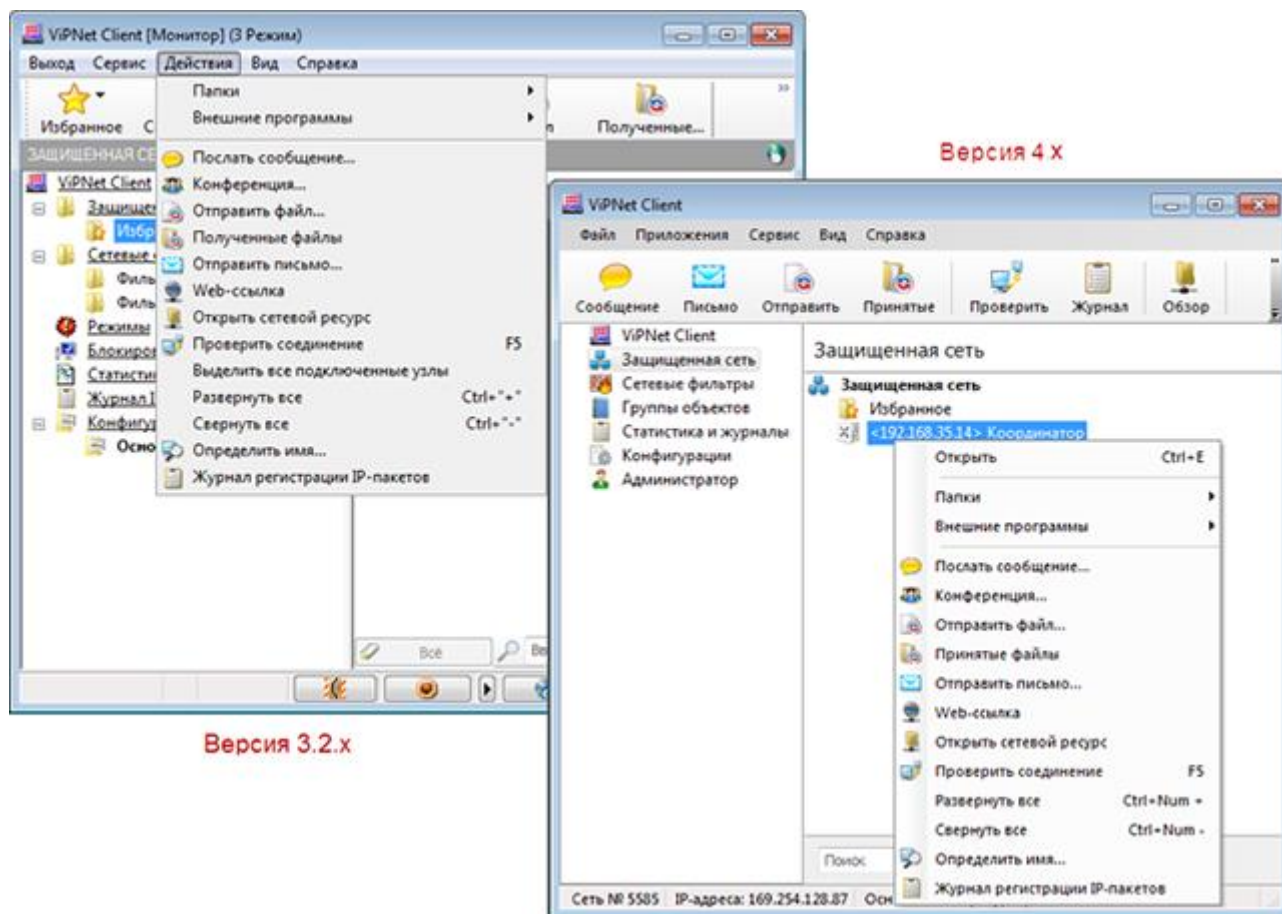 ViPNet Client [Монитор] (3 Режим)
Выход Сервис Действия Вид Справка
Избранное
Полученные...
Папки
Внешние программы
Послать сообщение...
Конференция...
Отправить файл...
Полученные файлы
Отправить письмо...
Web-ссылка
Открыть сетевой ресурс
Проверить соединение F5
Выделить все подключенные узлы
Развернуть все Ctrl+"+"
Свернуть все Ctrl+"-"
Определить имя...
Журнал регистрации IP-пакетов
ЗАЩИЩЕННАЯ
ViPNet Client
Режимы
Всё
Версия 3.2.x
Версия 4 x
ViPNet Client
Файл Приложения Сервис Вид Справка
Сообщение Письмо Отправить Принятые Проверить Журнал Обзор
ViPNet Client
Защищенная сеть
Сетевые фильтры
Группы объектов
Статистика и журналы
Конфигурации
Администратор
Защищенная сеть
Защищенная сеть
Избранное
<192.168.35.14> Координатор
Открыть Ctrl+E
Папки
Внешние программы
Послать сообщение...
Конференция...
Отправить файл...
Принятые файлы
Отправить письмо...
Web-ссылка
Открыть сетевой ресурс
Проверить соединение F5
Развернуть все Ctrl+Num +
Свернуть все Ctrl+Num -
Определить имя...
Журнал регистрации IP-пакетов
Поиск
Сеть № 5585 IP-адреса: 169.254.128.87